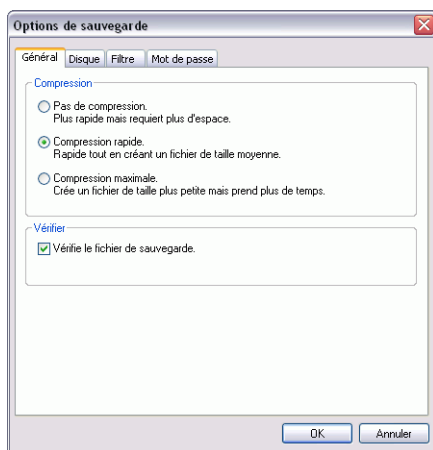 Options de sauvegarde
Général Disque Filtre Mot de passe
Compression
Pas de compression.
Plus rapide mais requiert plus d'espace.
Compression rapide.
Rapide tout en créant un fichier de taille moyenne.
Compression maximale.
Crée un fichier de taille plus petite mais prend plus de temps.
Vérifier
Vérifie le fichier de sauvegarde.
OK Annuler